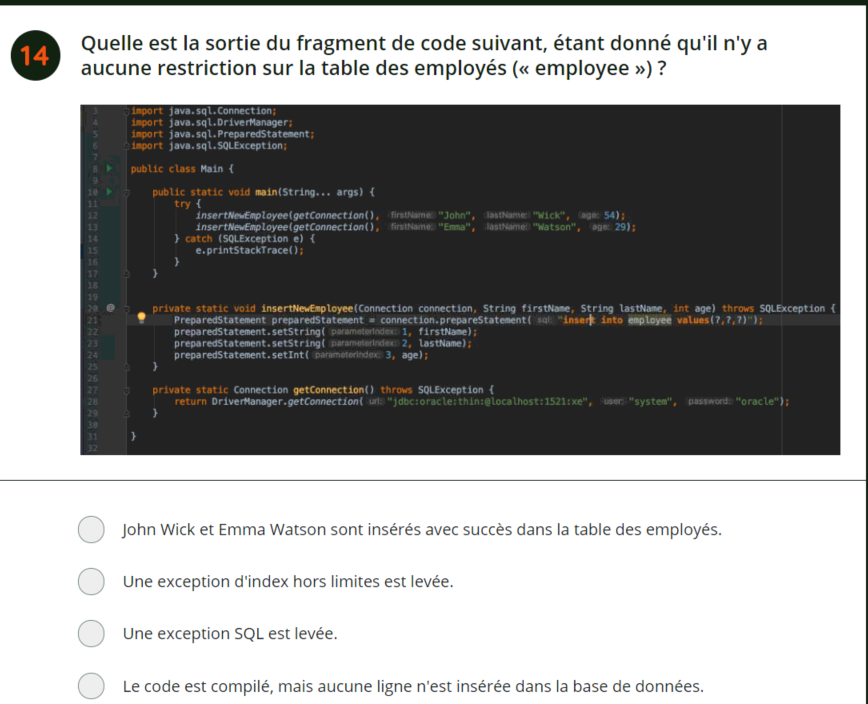 14
Quelle est la sortie du fragment de code suivant, étant donné qu'il n'y a
aucune restriction sur la table des employés (« employee ») ?
3 import java.sql.Connection;
4 import java.sql.DriverManager;
5 import java.sql.PreparedStatement;
6 import java.sql.SQLException;
7
8 public class Main {
9
10 public static void main(String... args) {
11 try {
12 insertNewEmployee(getConnection(), firstName: "John", lastName: "Wick", age: 54);
13 insertNewEmployee(getConnection(), firstName: "Emma", lastName: "Watson", age: 29);
14 } catch (SQLException e) {
15 e.printStackTrace();
16 }
17 }
18
19
20 @ private static void insertNewEmployee(Connection connection, String firstName, String lastName, int age) throws SQLException {
21 PreparedStatement preparedStatement = connection.prepareStatement( sql: "insert into employee values(?,?,?)");
22 preparedStatement.setString( parameterIndex: 1, firstName);
23 preparedStatement.setString( parameterIndex: 2, lastName);
24 preparedStatement.setInt( parameterIndex: 3, age);
25 }
26
27 private static Connection getConnection() throws SQLException {
28 return DriverManager.getConnection( url: "jdbc:oracle:thin:@localhost:1521:xe", user: "system", password: "oracle");
29 }
30
31 }
32
John Wick et Emma Watson sont insérés avec succès dans la table des employés.
Une exception d'index hors limites est levée.
Une exception SQL est levée.
Le code est compilé, mais aucune ligne n'est insérée dans la base de données.